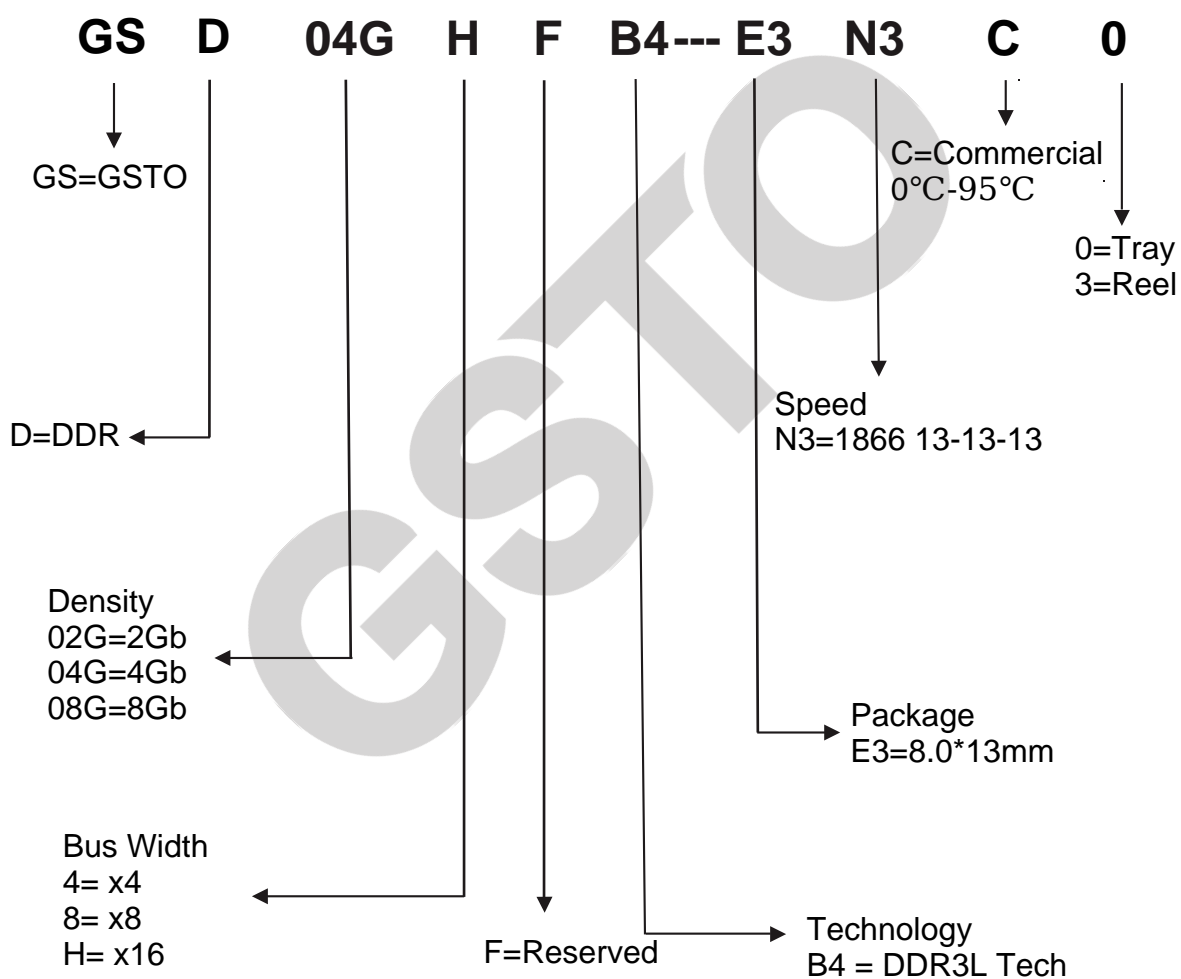 GS D 04G H F B4--- E3 N3 C 0
GS=GSTO
C=Commercial
0℃-95℃
0=Tray
3=Reel
Speed
N3=1866 13-13-13
D=DDR
Density
02G=2Gb
04G=4Gb
08G=8Gb
Package
E3=8.0*13mm
Bus Width
4= x4
8= x8
H= x16
F=Reserved
Technology
B4 = DDR3L Tech
GSTO